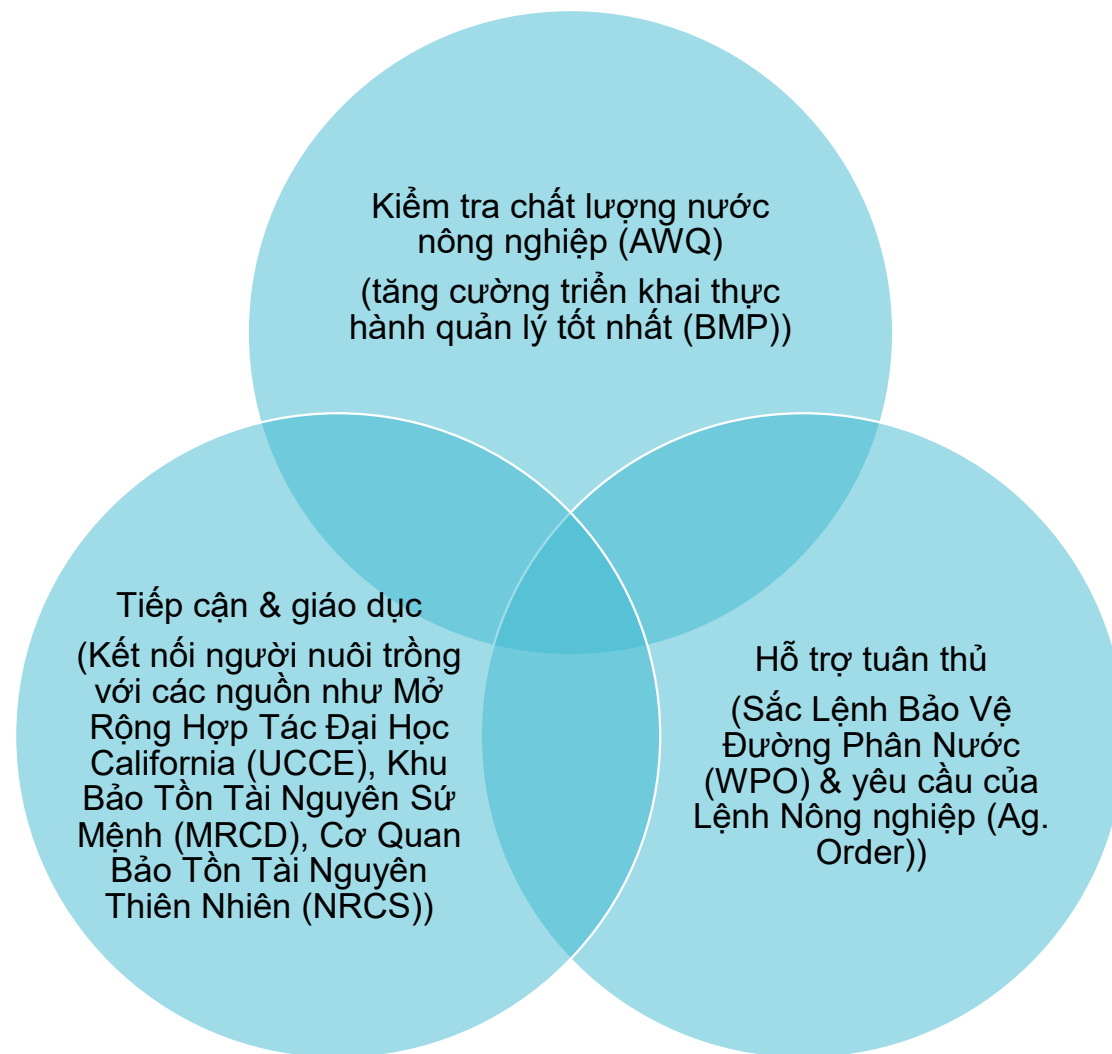 Kiểm tra chất lượng nước
nông nghiệp (AWQ)
(tăng cường triển khai thực
hành quản lý tốt nhất (BMP))
Tiếp cận & giáo dục
(Kết nối người nuôi trồng
với các nguồn như Mở
Rộng Hợp Tác Đại Học
California (UCCE), Khu
Bảo Tồn Tài Nguyên Sứ
Mệnh (MRCD), Cơ Quan
Bảo Tồn Tài Nguyên
Thiên Nhiên (NRCS))
Hỗ trợ tuân thủ
(Sắc Lệnh Bảo Vệ
Đường Phân Nước
(WPO) & yêu cầu của
Lệnh Nông nghiệp (Ag.
Order))